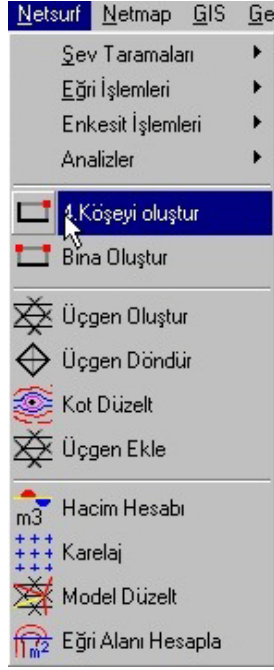 Netsurf Netmap GIS Ge
Şev Taramaları
Eğri İşlemleri
Enkesit İşlemleri
Analizler
4.Köşeyi oluştur
Bina Oluştur
Üçgen Oluştur
Üçgen Döndür
Kot Düzelt
Üçgen Ekle
m3 Hacim Hesabı
Karelaj
Model Düzelt
m2 Eğri Alanı Hesapla